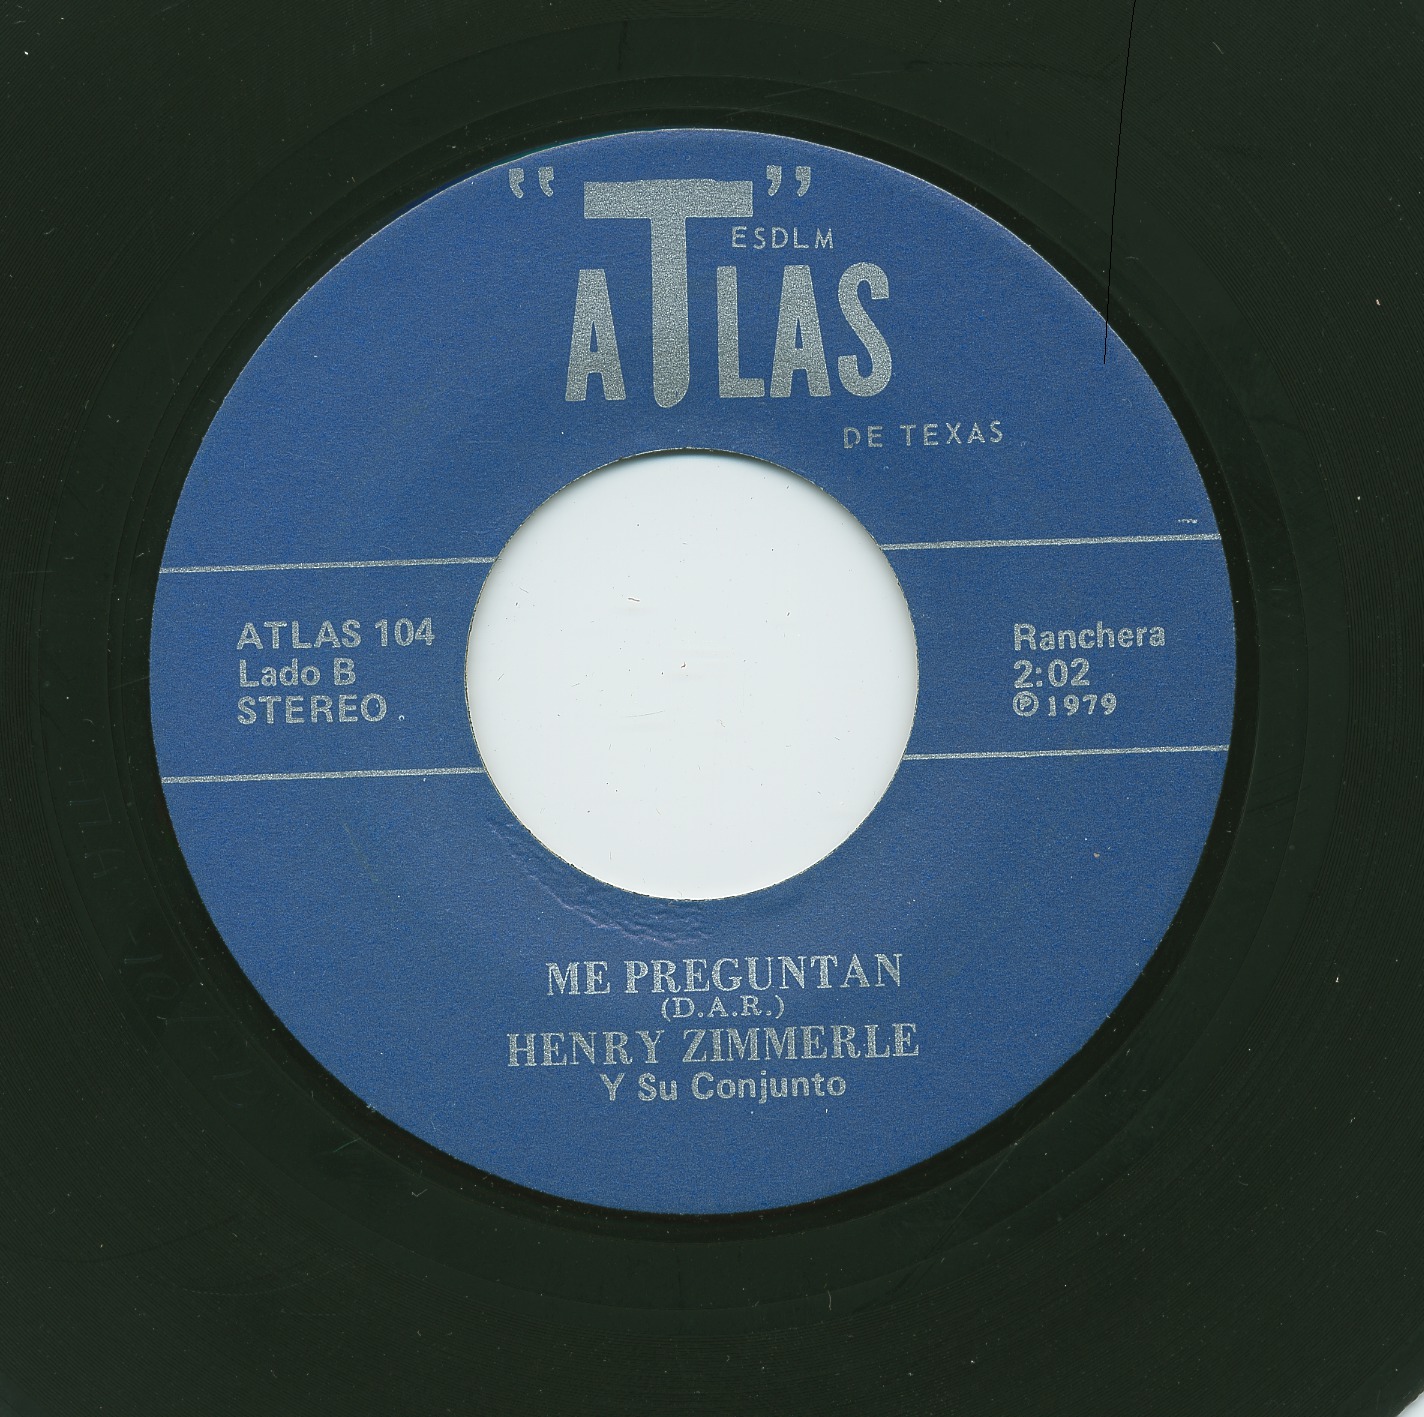 "ATLAS"
ESDLM
DE TEXAS
ATLAS 104
Lado B
STEREO
Ranchera
2:02
℗1979
ME PREGUNTAN
(D.A.R.)
HENRY ZIMMERLE
Y Su Conjunto